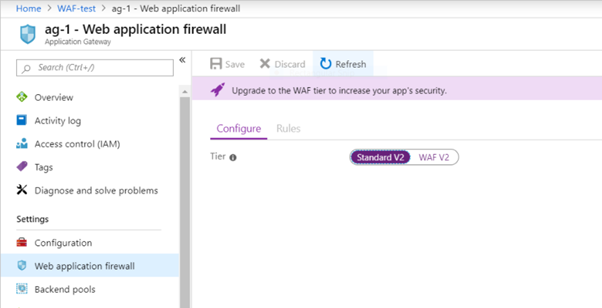 Home > WAF-test > ag-1 - Web application firewall
ag-1 - Web application firewall
Application Gateway
Search (Ctrl+/)
Overview
Activity log
Access control (IAM)
Tags
Diagnose and solve problems
Settings
Configuration
Web application firewall
Backend pools
Save Discard Refresh
Upgrade to the WAF tier to increase your app's security.
Configure Rules
Tier Standard V2 WAF V2